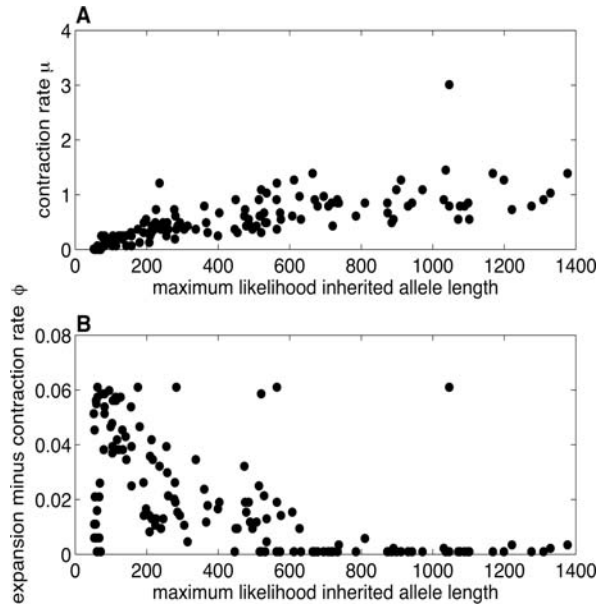 A
4
3
2
1
0
contraction rate μ
0 200 400 600 800 1000 1200 1400
maximum likelihood inherited allele length
B
0.08
0.06
0.04
0.02
0
expansion minus contraction rate ϕ
0 200 400 600 800 1000 1200 1400
maximum likelihood inherited allele length